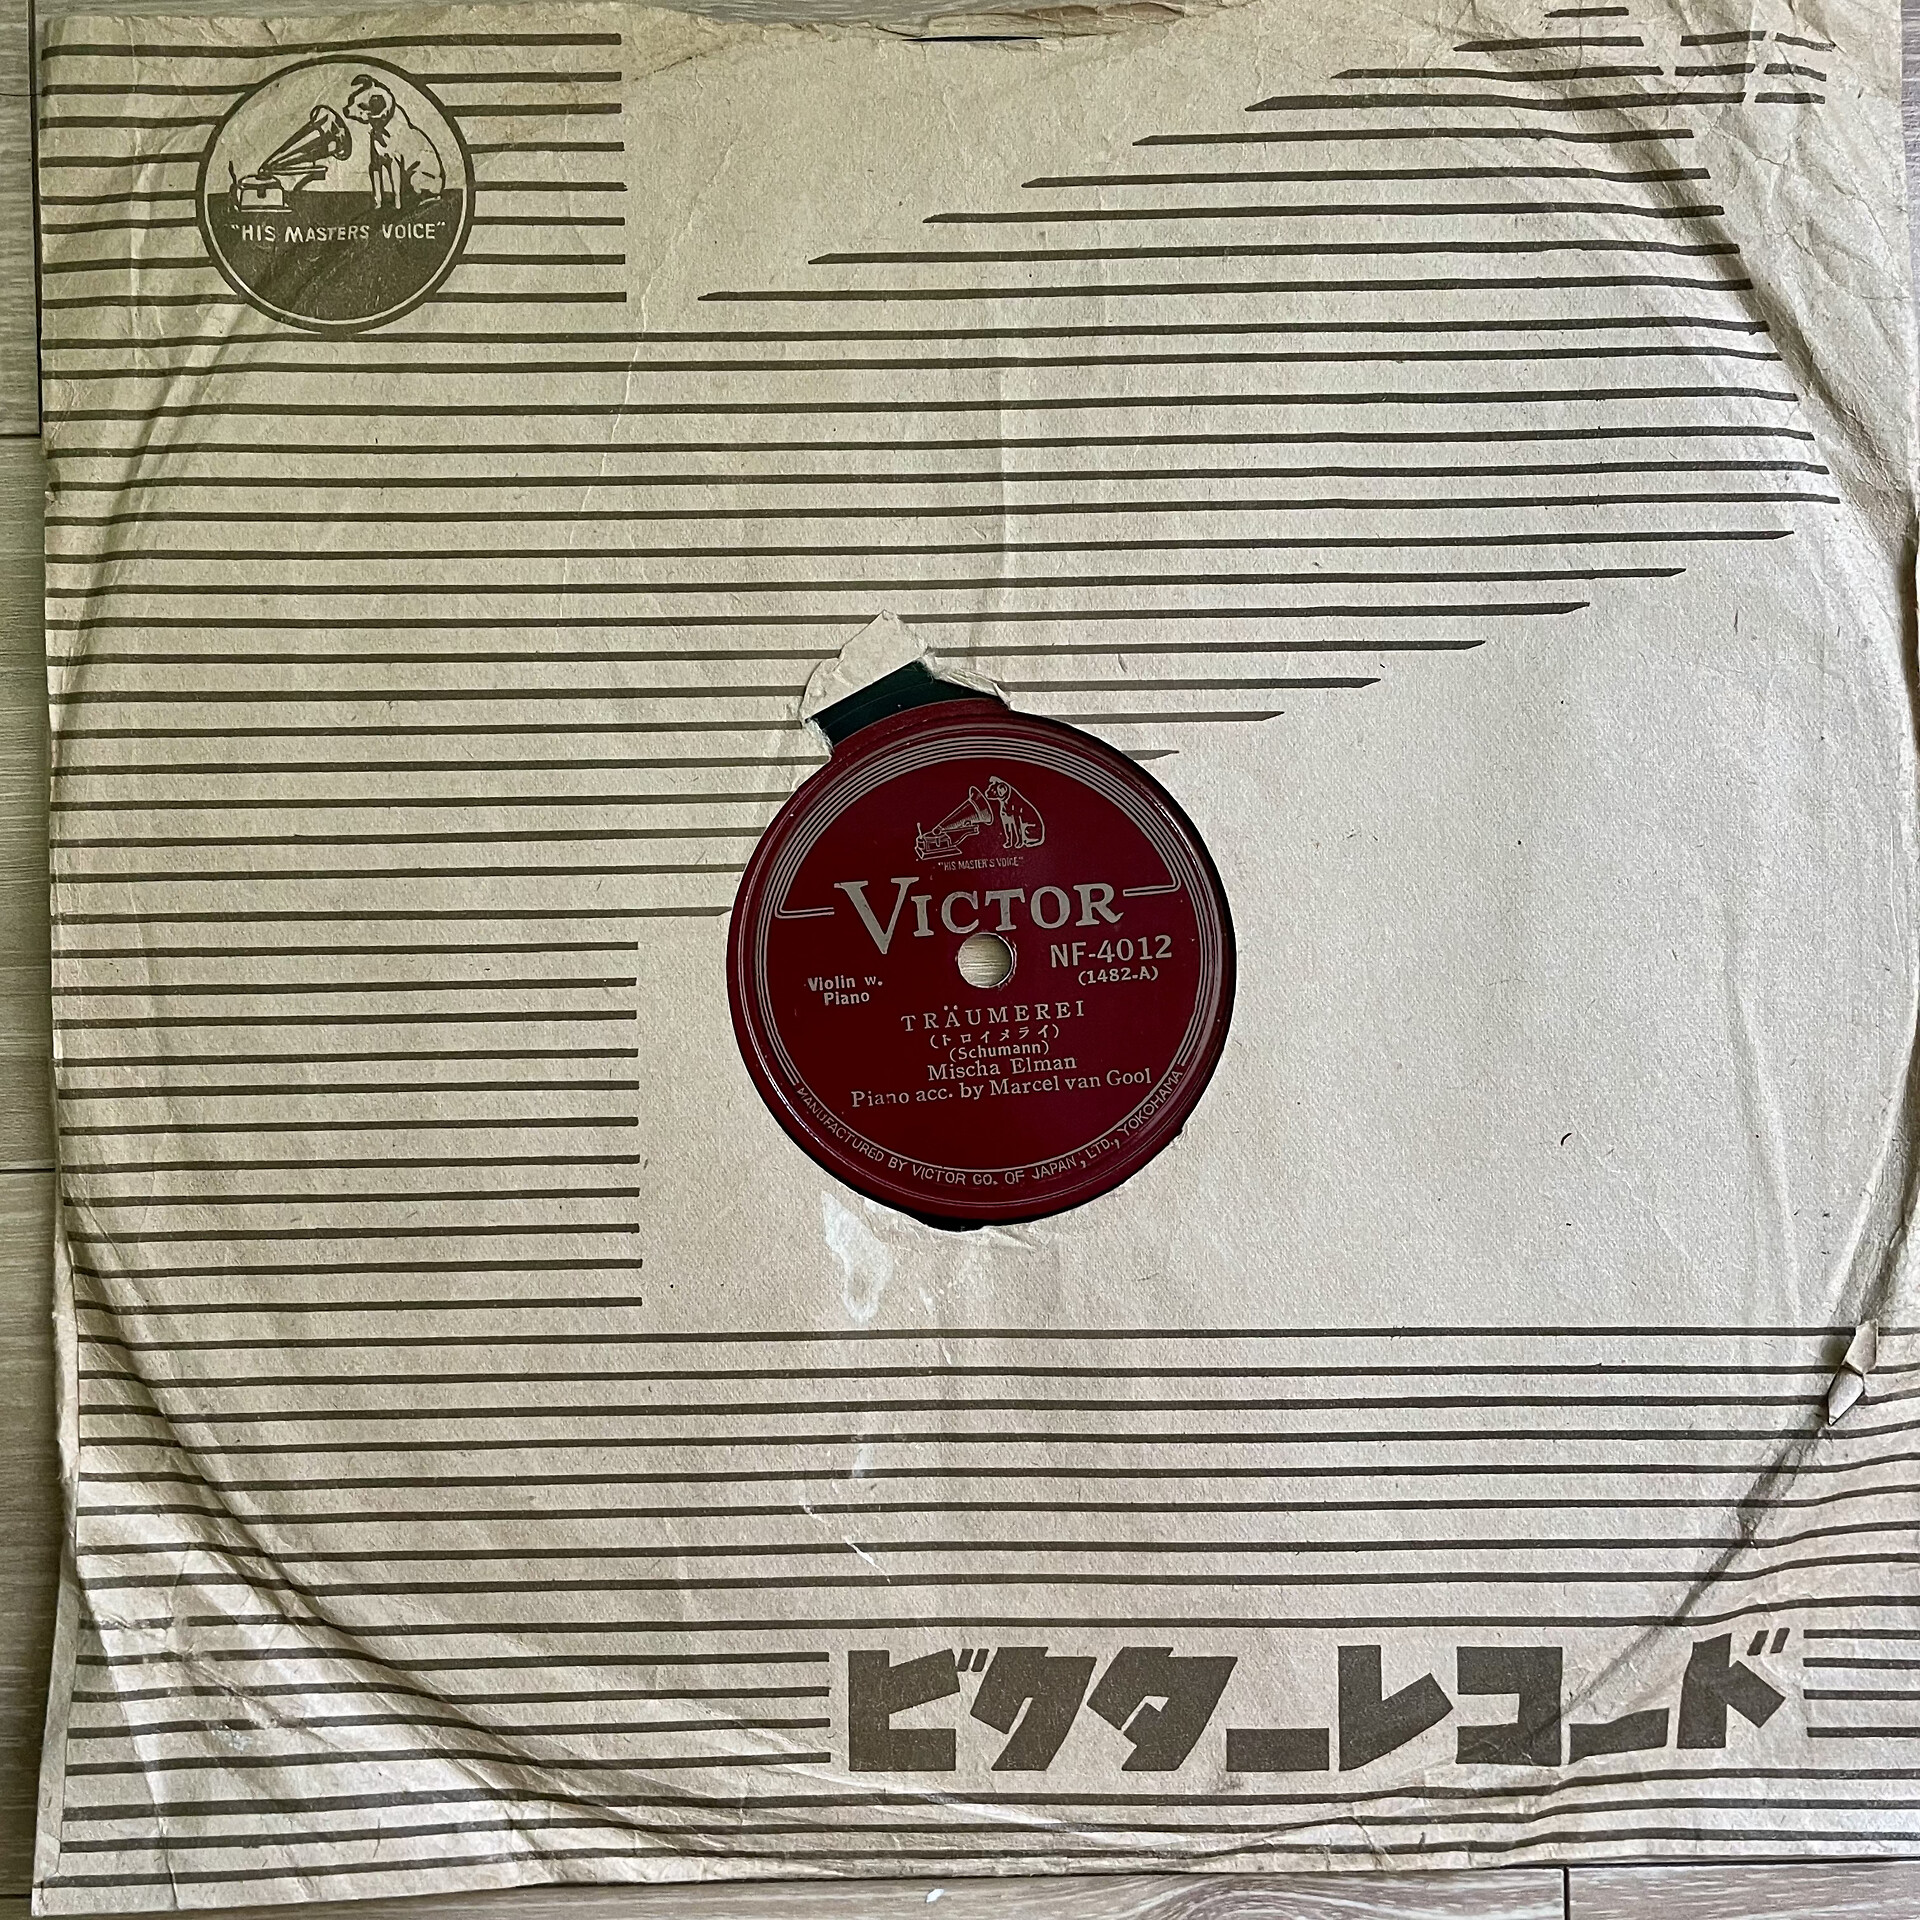 "HIS MASTERS VOICE"
"HIS MASTER'S VOICE"
VICTOR
NF-4012
(1482-A)
Violin w.
Piano
TRÄUMEREI
(トロイメライ)
(Schumann)
Mischa Elman
Piano acc. by Marcel van Gool
MANUFACTURED BY VICTOR CO. OF JAPAN, LTD., YOKOHAMA
ビクターレコード